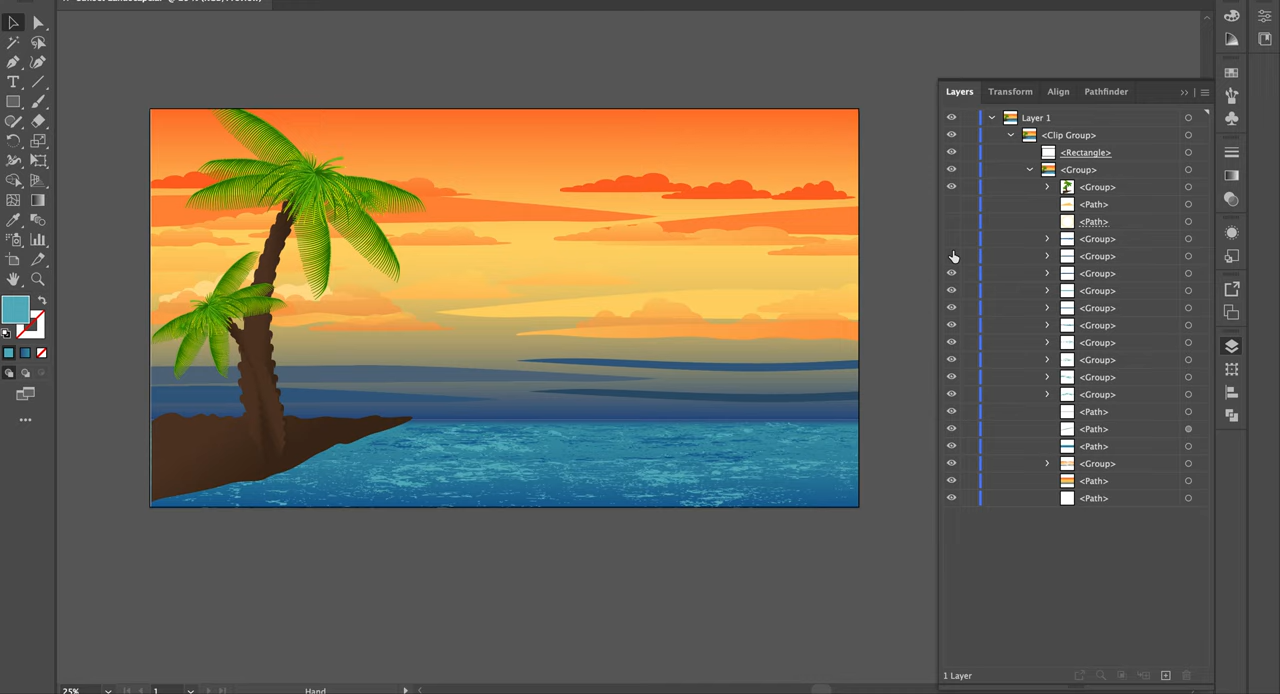 Layers Transform Align Pathfinder
Layer 1
<Clip Group>
<Rectangle>
<Group>
<Group>
<Path>
<Path>
<Group>
<Group>
<Group>
<Group>
<Group>
<Group>
<Group>
<Group>
<Group>
<Group>
<Path>
<Path>
<Path>
<Group>
<Path>
<Path>
1 Layer
25% 1 Hand